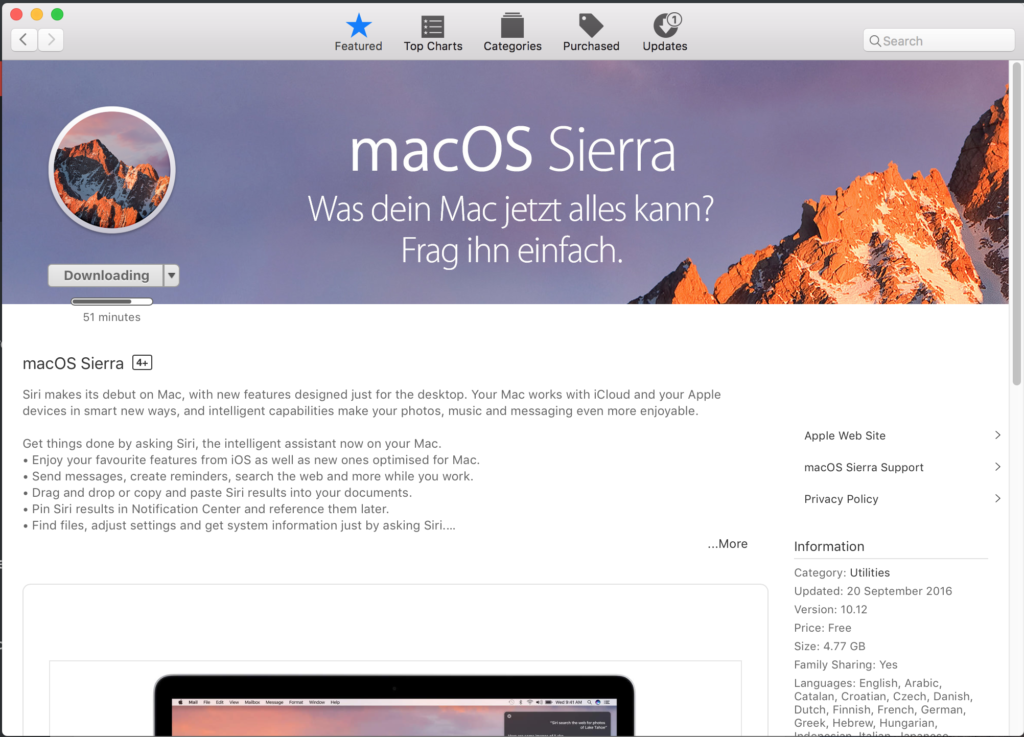 Featured
Top Charts
Categories
Purchased
1
Updates
Search
macOS Sierra
Was dein Mac jetzt alles kann?
Frag ihn einfach.
Downloading
51 minutes
macOS Sierra 4+
Siri makes its debut on Mac, with new features designed just for the desktop. Your Mac works with iCloud and your Apple
devices in smart new ways, and intelligent capabilities make your photos, music and messaging even more enjoyable.
Get things done by asking Siri, the intelligent assistant now on your Mac.
• Enjoy your favourite features from iOS as well as new ones optimised for Mac.
• Send messages, create reminders, search the web and more while you work.
• Drag and drop or copy and paste Siri results into your documents.
• Pin Siri results in Notification Center and reference them later.
• Find files, adjust settings and get system information just by asking Siri....
...More
Apple Web Site
macOS Sierra Support
Privacy Policy
Information
Category: Utilities
Updated: 20 September 2016
Version: 10.12
Price: Free
Size: 4.77 GB
Family Sharing: Yes
Languages: English, Arabic,
Catalan, Croatian, Czech, Danish,
Dutch, Finnish, French, German,
Greek, Hebrew, Hungarian,
Indonesian, Italian, Japanese,
Mail File Edit View Mailbox Message Format Window Help
Wed 9:41 AM
"Siri search the web for photos
of Lake Tahoe"